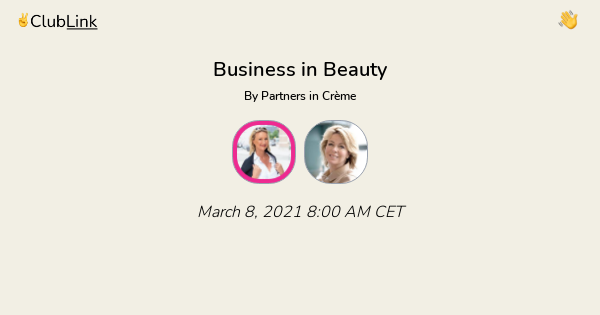 ClubLink
Business in Beauty
By Partners in Crème
March 8, 2021 8:00 AM CET